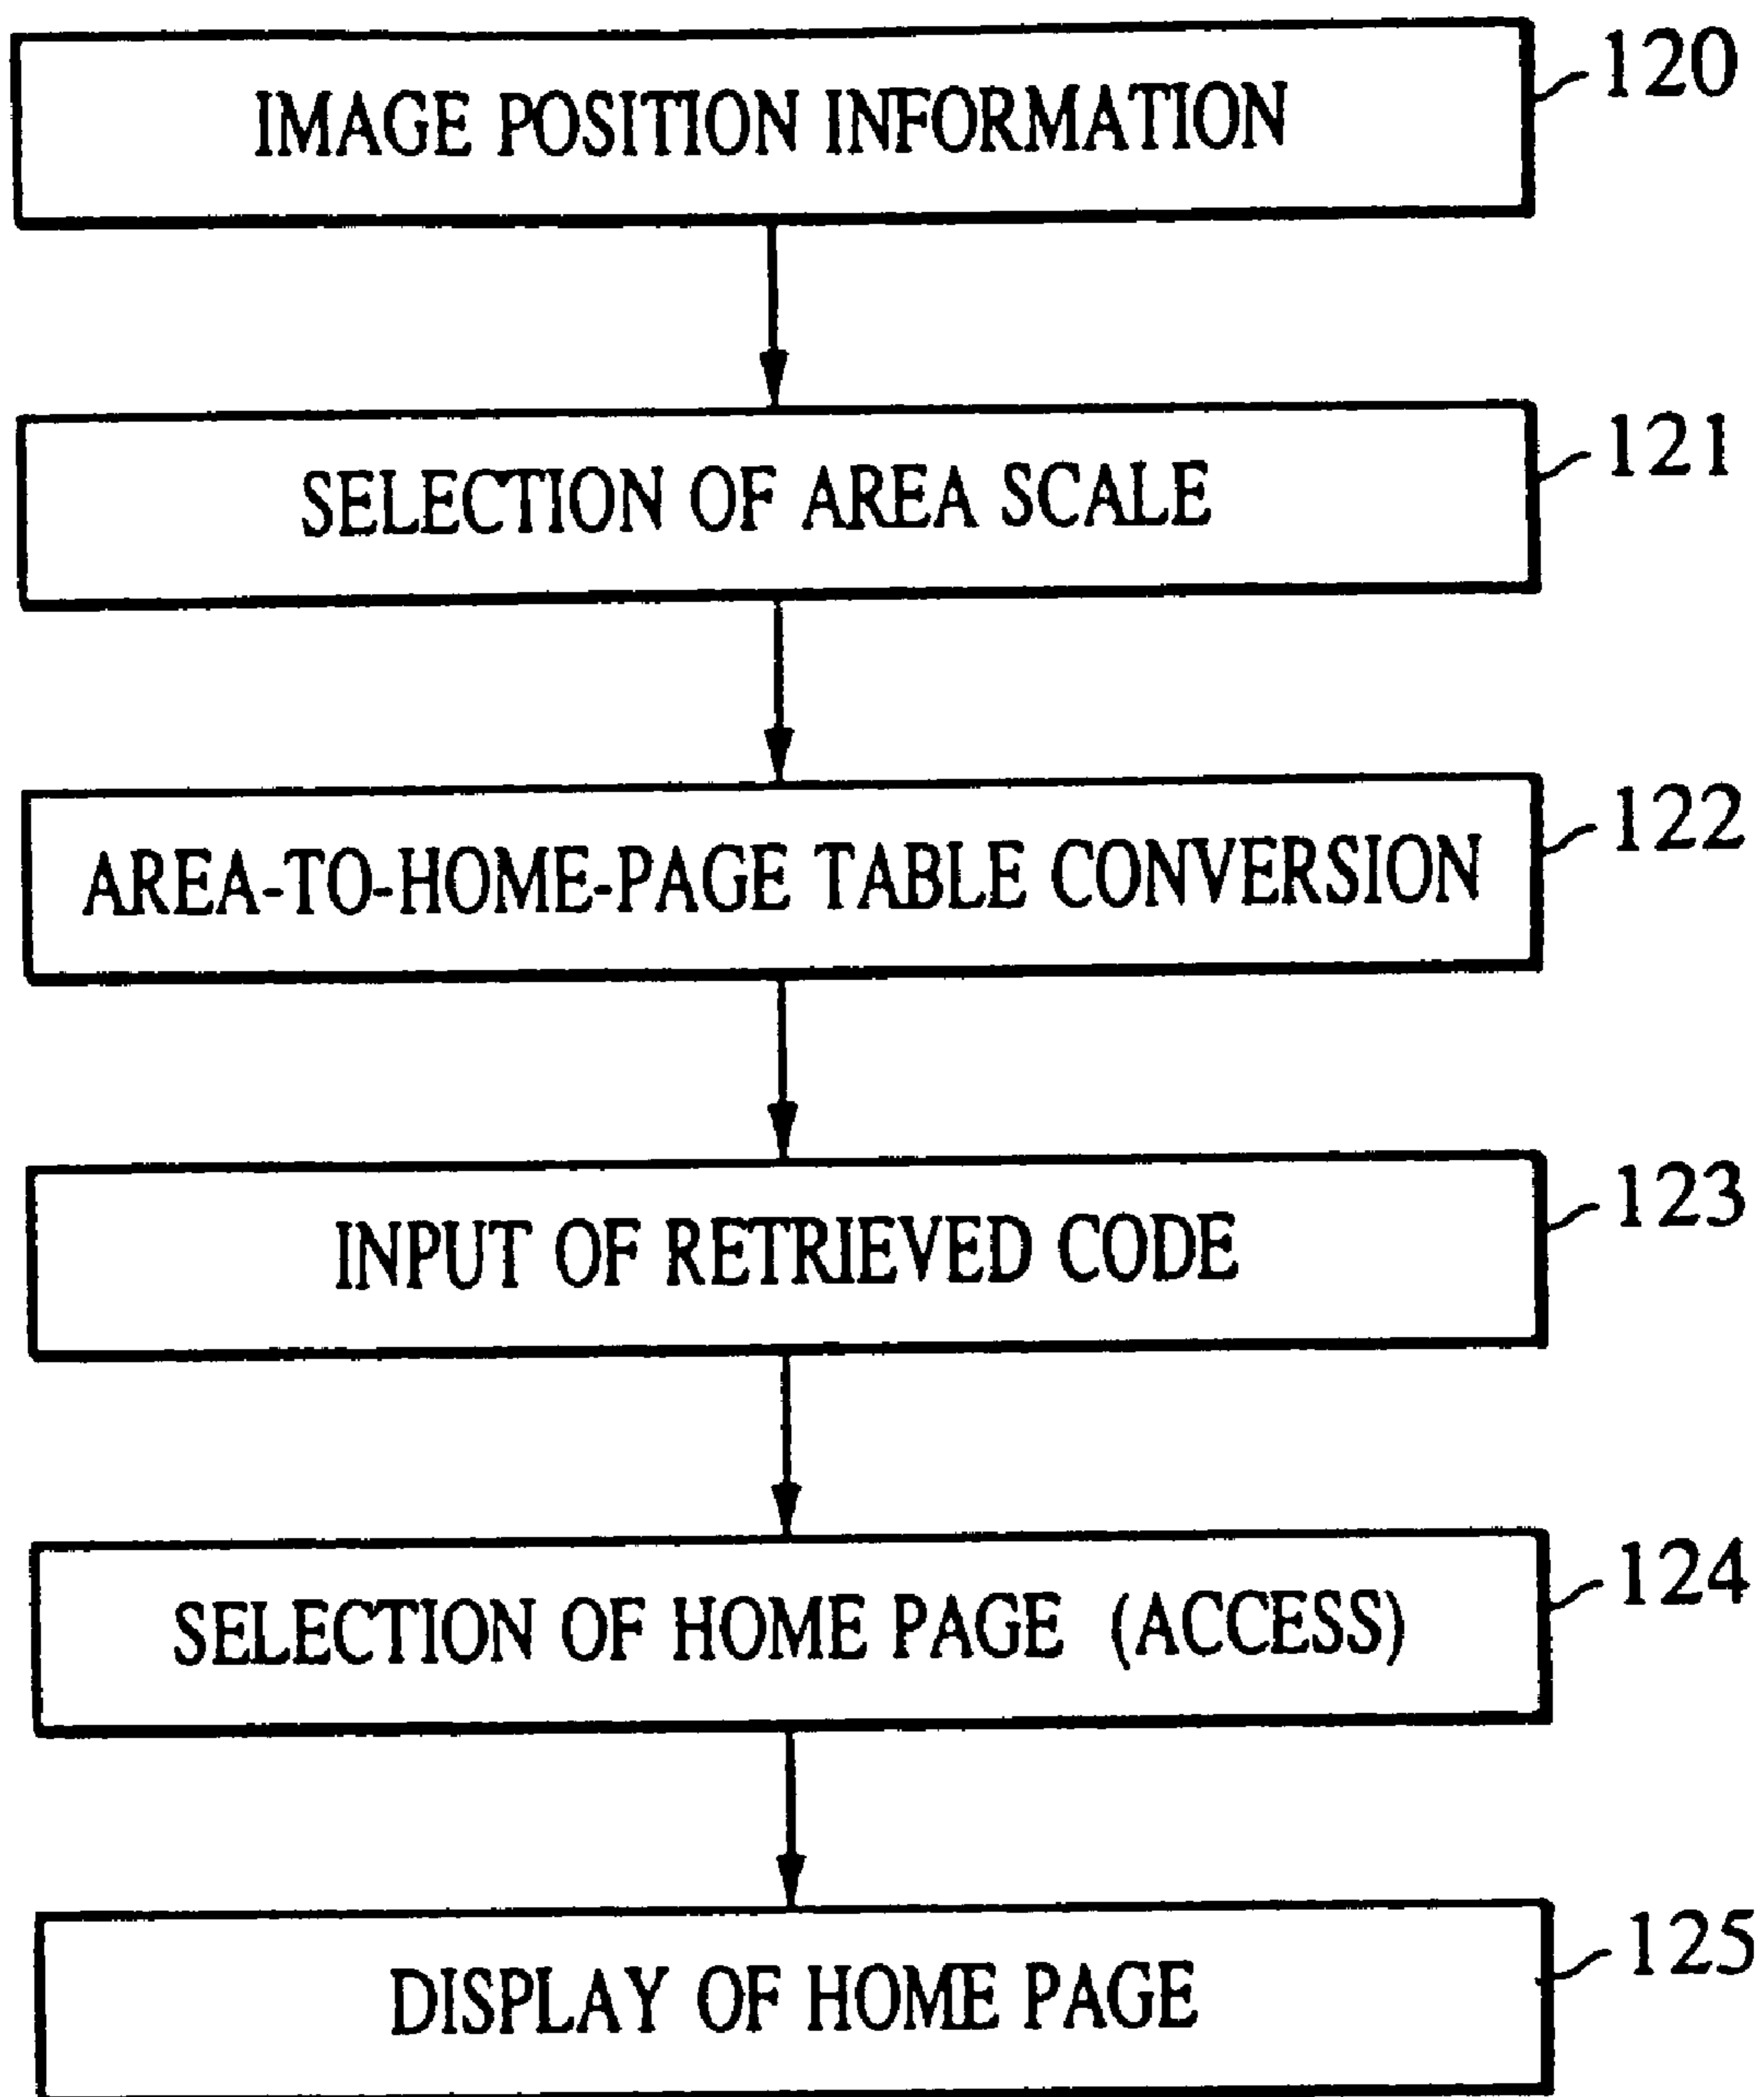 IMAGE POSITION INFORMATION 120
SELECTION OF AREA SCALE 121
AREA-TO-HOME-PAGE TABLE CONVERSION 122
INPUT OF RETRIEVED CODE 123
SELECTION OF HOME PAGE (ACCESS) 124
DISPLAY OF HOME PAGE 125